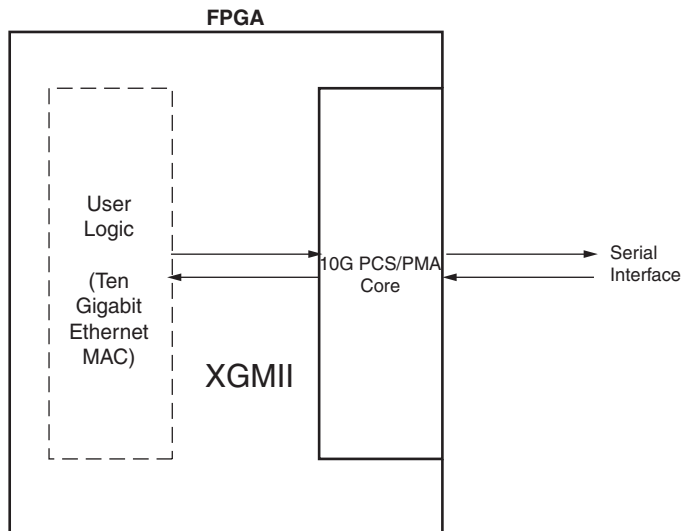 FPGA
User
Logic
(Ten
Gigabit
Ethernet
MAC)
XGMII
10G PCS/PMA
Core
Serial
Interface